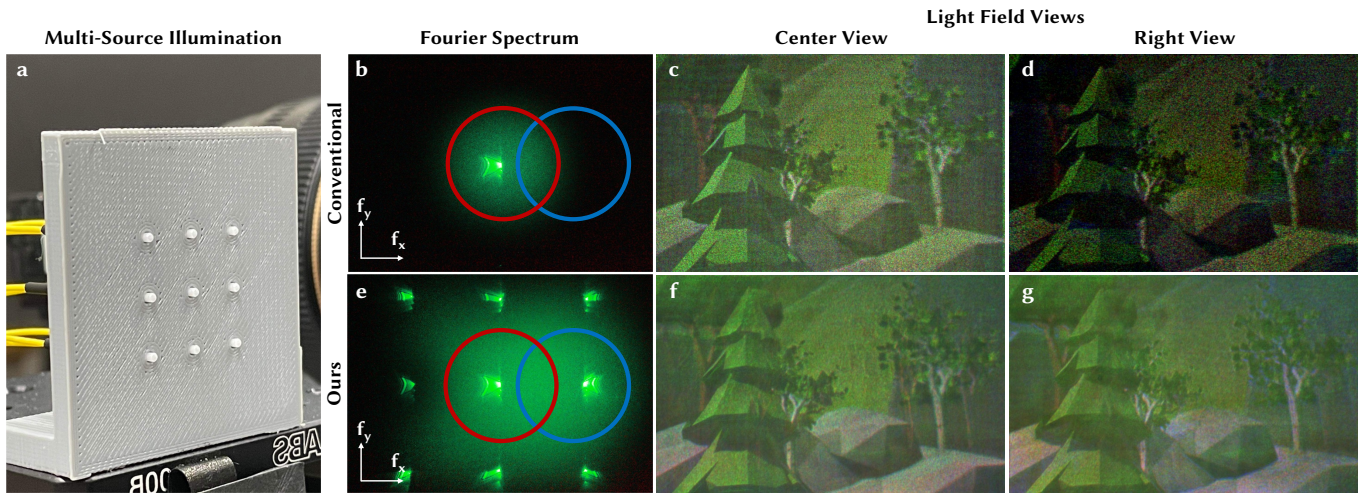 Light Field Views
Multi-Source Illumination
Fourier Spectrum
Center View
Right View
a
b
c
d
Conventional
f_y
f_x
e
f
g
Ours
f_y
f_x
ABS
ROOR